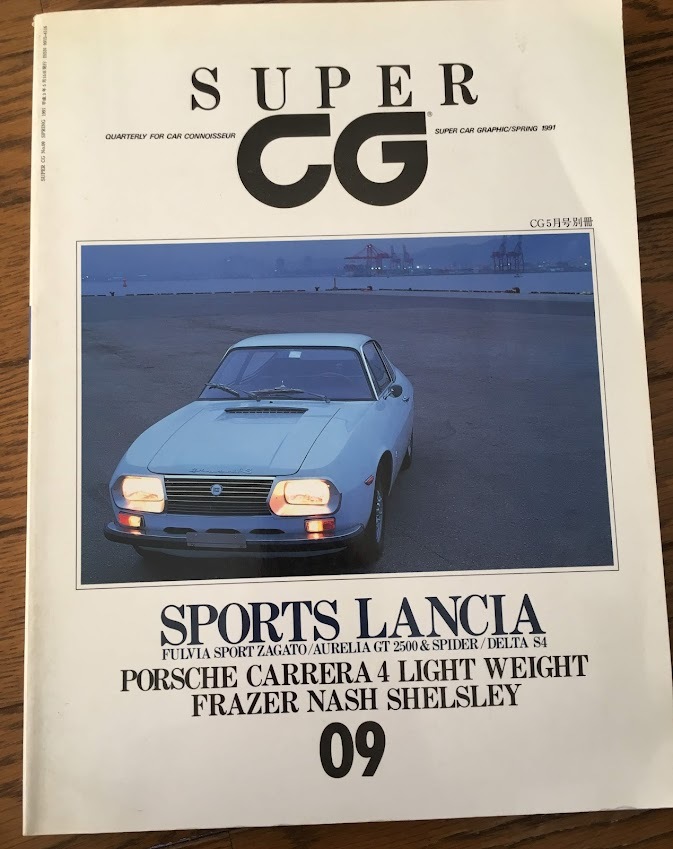 SUPER
CG®
QUARTERLY FOR CAR CONNOISSEUR
SUPER CAR GRAPHIC/SPRING 1991
CG5月号別冊
SPORTS LANCIA
FULVIA SPORT ZAGATO/AURELIA GT 2500 & SPIDER/DELTA S4
PORSCHE CARRERA 4 LIGHT WEIGHT
FRAZER NASH SHELSLEY
09